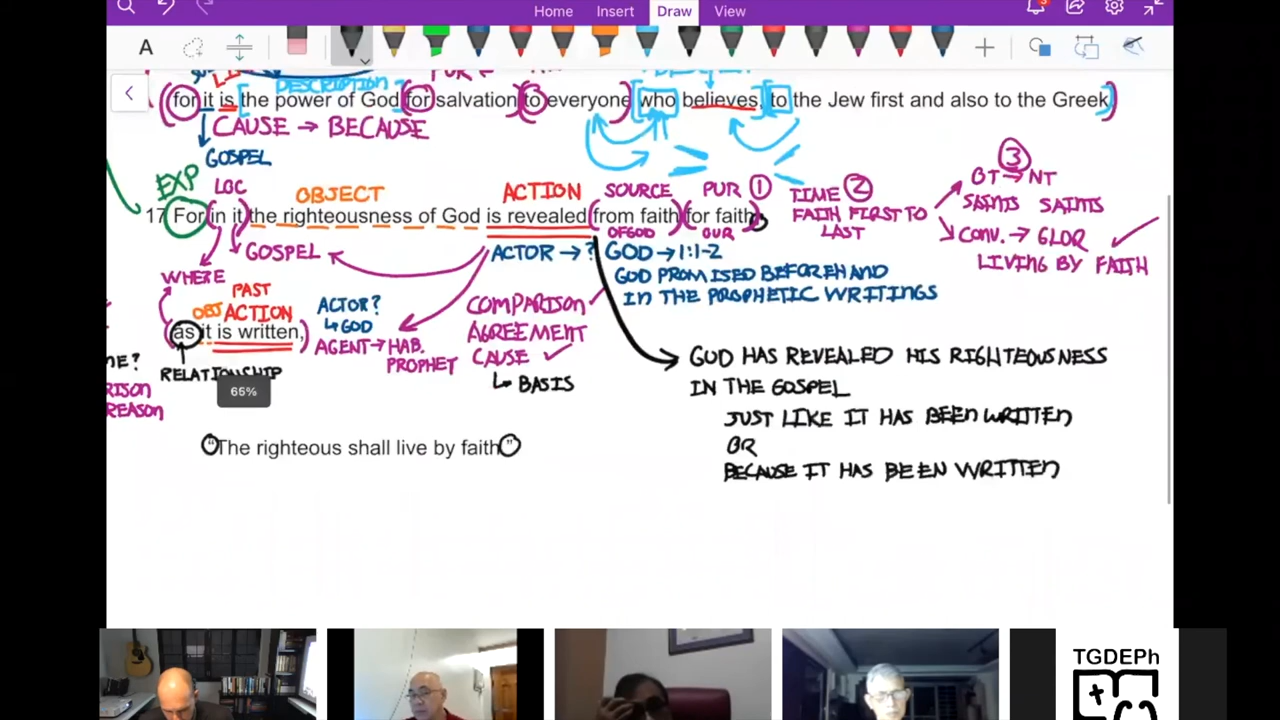 Home Insert Draw View
A
DESCRIPTION
for it is the power of God for salvation to everyone who believes, to the Jew first and also to the Greek
CAUSE → BECAUSE
GOSPEL
EXP
LOC
OBJECT
ACTION
SOURCE
PUR ①
TIME ②
FAITH FIRST TO
LAST
③
OT → NT
SAINTS SAINTS
CONV. → GLOR
LIVING BY FAITH
17 For in it the righteousness of God is revealed from faith for faith,
OF GOD
OUR
GOSPEL
ACTOR → ? GOD → 1:1-2
GOD PROMISED BEFOREHAND
IN THE PROPHETIC WRITINGS
WHERE
PAST
OBJ ACTION
as it is written,
RELATIONSHIP
ACTOR?
↳ GOD
AGENT → HAB.
PROPHET
COMPARISON
AGREEMENT
CAUSE ✓
↳ BASIS
ME?
RISON
REASON
65%
GOD HAS REVEALED HIS RIGHTEOUSNESS
IN THE GOSPEL
JUST LIKE IT HAS BEEN WRITTEN
OR
BECAUSE IT HAS BEEN WRITTEN
"The righteous shall live by faith"
TGDEPh